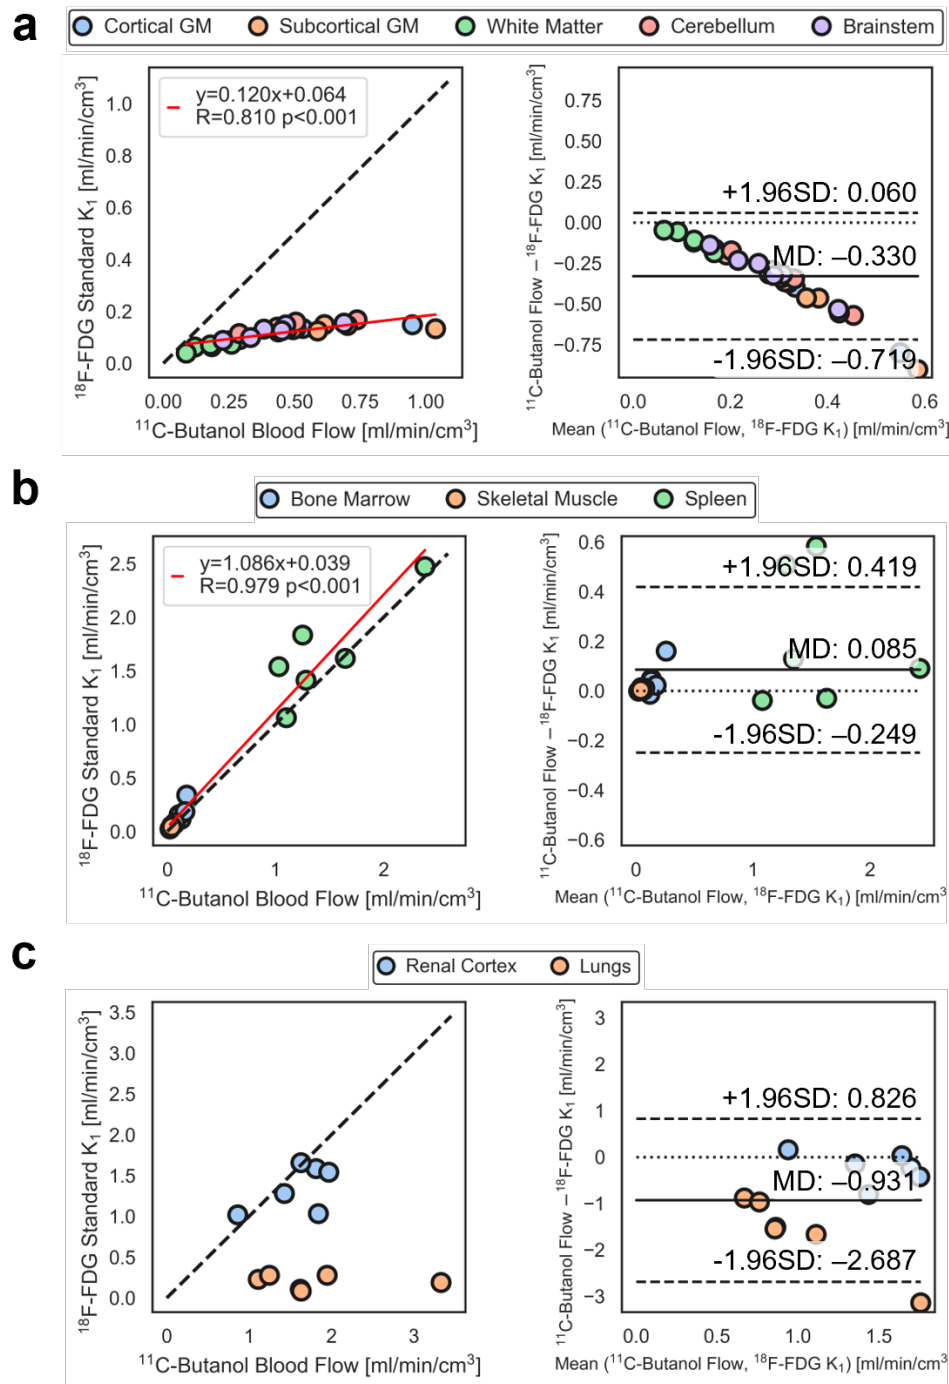 a
Cortical GM Subcortical GM White Matter Cerebellum Brainstem
¹⁸F-FDG Standard K₁ [ml/min/cm³]
1.0
0.8
0.6
0.4
0.2
0.0
y=0.120x+0.064
R=0.810 p<0.001
0.00 0.25 0.50 0.75 1.00
¹¹C-Butanol Blood Flow [ml/min/cm³]
¹¹C-Butanol Flow − ¹⁸F-FDG K₁ [ml/min/cm³]
0.75
0.50
0.25
0.00
−0.25
−0.50
−0.75
+1.96SD: 0.060
MD: –0.330
-1.96SD: –0.719
0.0 0.2 0.4 0.6
Mean (¹¹C-Butanol Flow, ¹⁸F-FDG K₁) [ml/min/cm³]
b
Bone Marrow Skeletal Muscle Spleen
¹⁸F-FDG Standard K₁ [ml/min/cm³]
2.5
2.0
1.5
1.0
0.5
0.0
y=1.086x+0.039
R=0.979 p<0.001
0 1 2
¹¹C-Butanol Blood Flow [ml/min/cm³]
¹¹C-Butanol Flow − ¹⁸F-FDG K₁ [ml/min/cm³]
0.6
0.4
0.2
0.0
−0.2
−0.4
−0.6
+1.96SD: 0.419
MD: 0.085
-1.96SD: –0.249
0 1 2
Mean (¹¹C-Butanol Flow, ¹⁸F-FDG K₁) [ml/min/cm³]
c
Renal Cortex Lungs
¹⁸F-FDG Standard K₁ [ml/min/cm³]
3.5
3.0
2.5
2.0
1.5
1.0
0.5
0.0
0 1 2 3
¹¹C-Butanol Blood Flow [ml/min/cm³]
¹¹C-Butanol Flow − ¹⁸F-FDG K₁ [ml/min/cm³]
3
2
1
0
−1
−2
−3
+1.96SD: 0.826
MD: –0.931
-1.96SD: –2.687
0.0 0.5 1.0 1.5
Mean (¹¹C-Butanol Flow, ¹⁸F-FDG K₁) [ml/min/cm³]